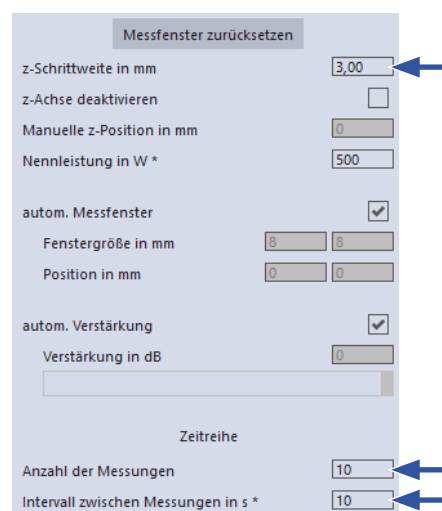 Messfenster zurücksetzen
z-Schrittweite in mm 3,00
z-Achse deaktivieren
Manuelle z-Position in mm 0
Nennleistung in W * 500
autom. Messfenster
Fenstergröße in mm 8 8
Position in mm 0 0
autom. Verstärkung
Verstärkung in dB 0
Zeitreihe
Anzahl der Messungen 10
Intervall zwischen Messungen in s * 10